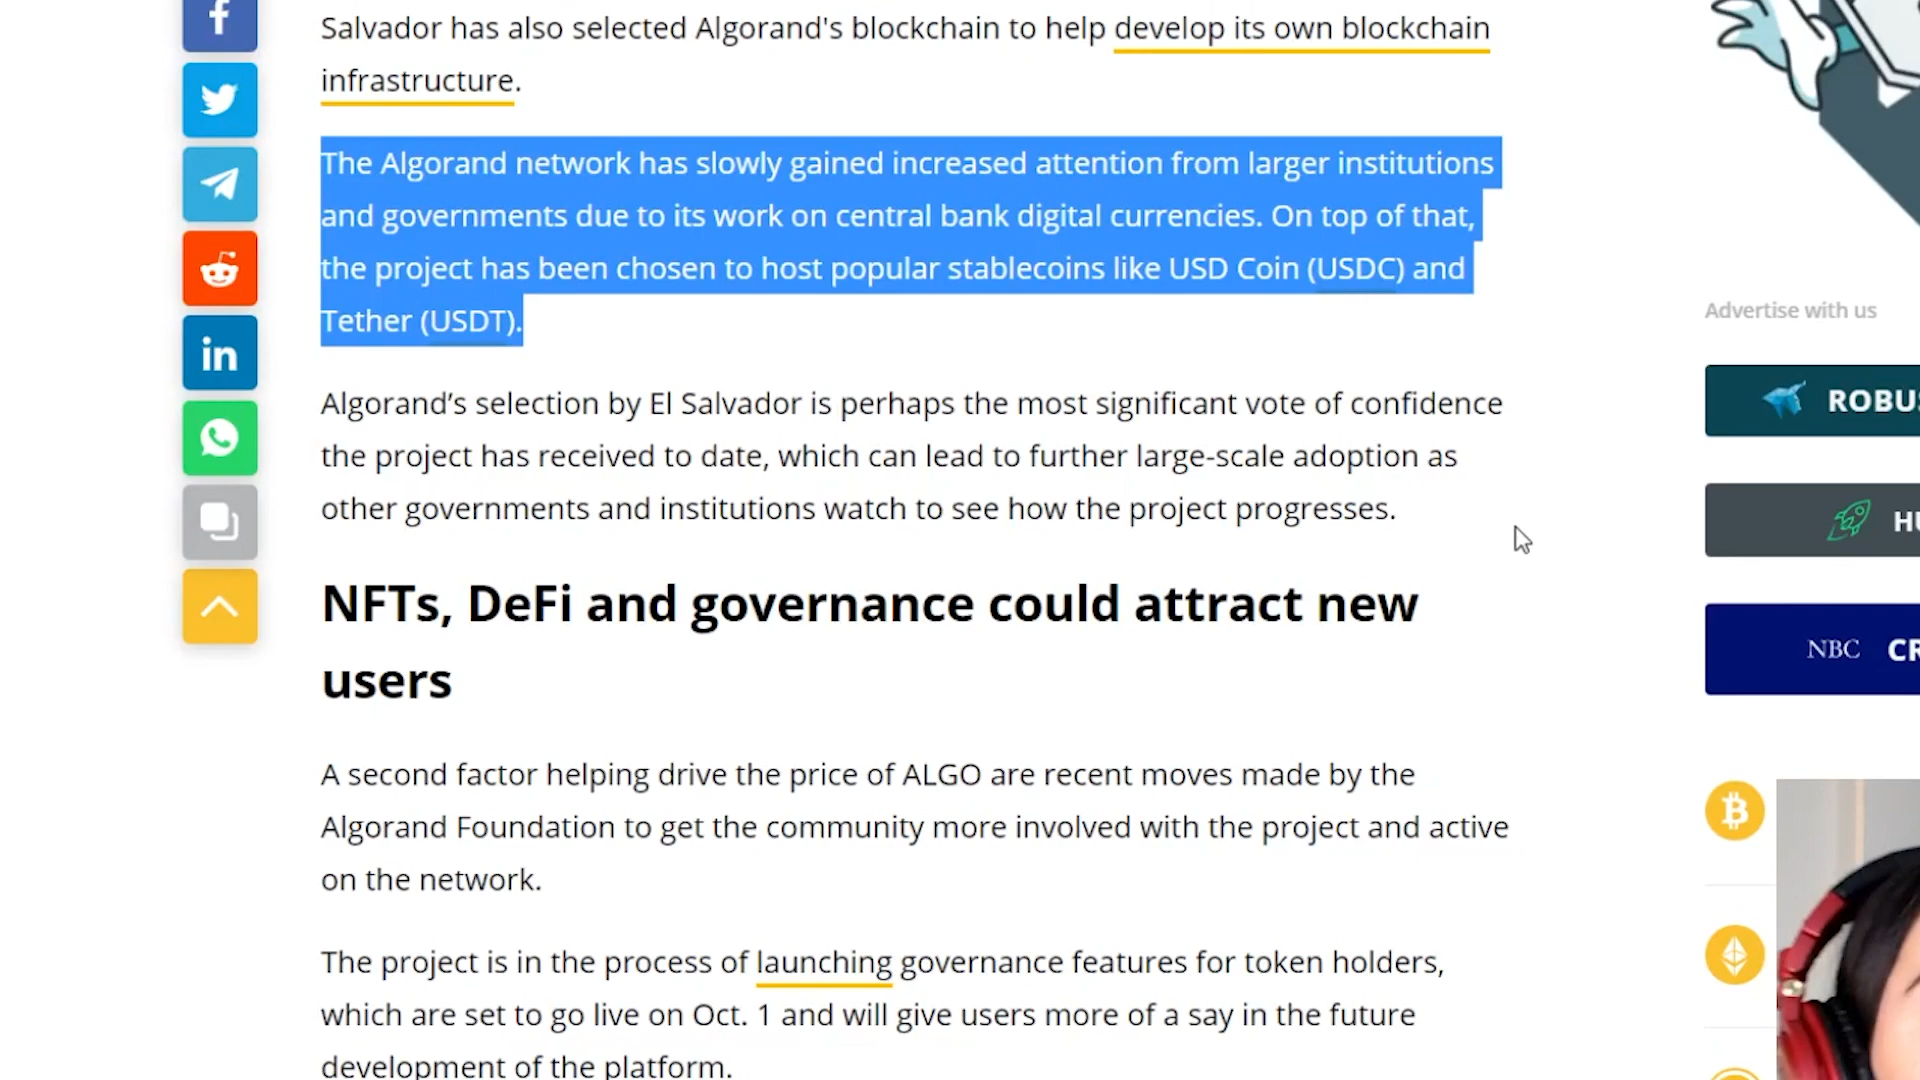 Salvador has also selected Algorand's blockchain to help develop its own blockchain
infrastructure.
The Algorand network has slowly gained increased attention from larger institutions
and governments due to its work on central bank digital currencies. On top of that,
the project has been chosen to host popular stablecoins like USD Coin (USDC) and
Tether (USDT).
Algorand’s selection by El Salvador is perhaps the most significant vote of confidence
the project has received to date, which can lead to further large-scale adoption as
other governments and institutions watch to see how the project progresses.
NFTs, DeFi and governance could attract new
users
A second factor helping drive the price of ALGO are recent moves made by the
Algorand Foundation to get the community more involved with the project and active
on the network.
The project is in the process of launching governance features for token holders,
which are set to go live on Oct. 1 and will give users more of a say in the future
development of the platform.
Advertise with us
NBC